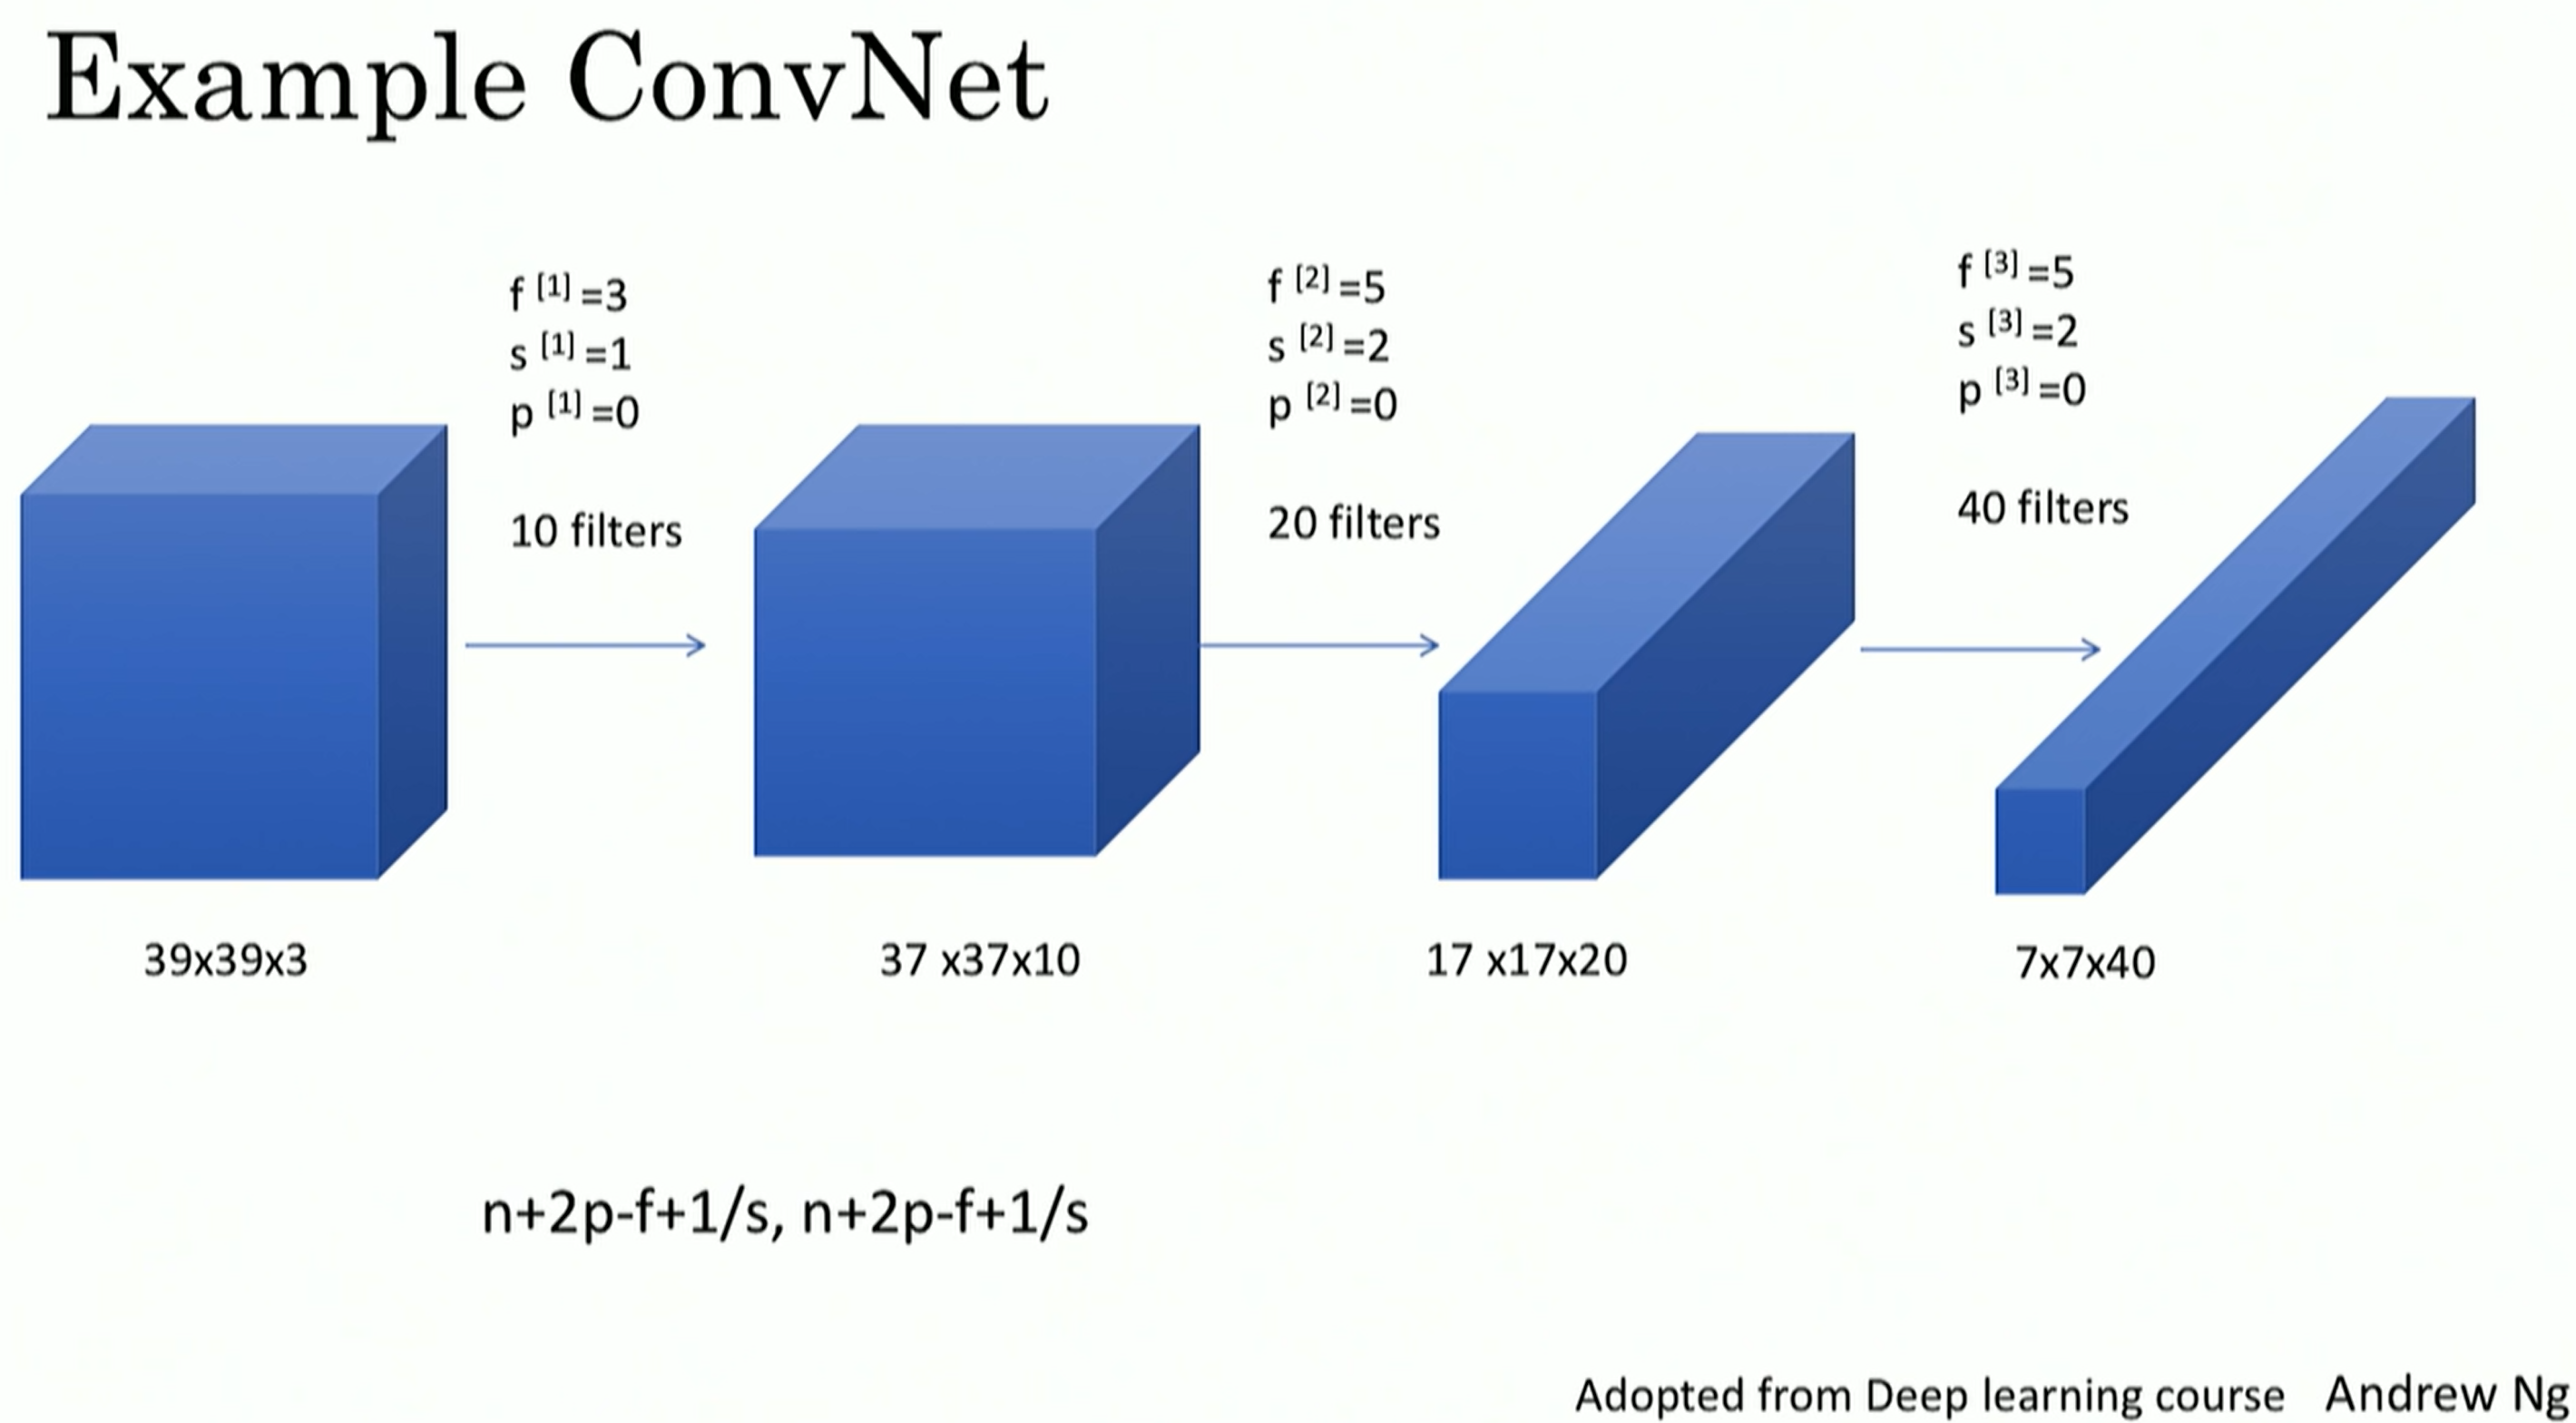 Example ConvNet
f [1] =3
s [1] =1
p [1] =0
10 filters
f [2] =5
s [2] =2
p [2] =0
20 filters
f [3] =5
s [3] =2
p [3] =0
40 filters
39x39x3
37 x37x10
17 x17x20
7x7x40
n+2p-f+1/s, n+2p-f+1/s
Adopted from Deep learning course Andrew Ng